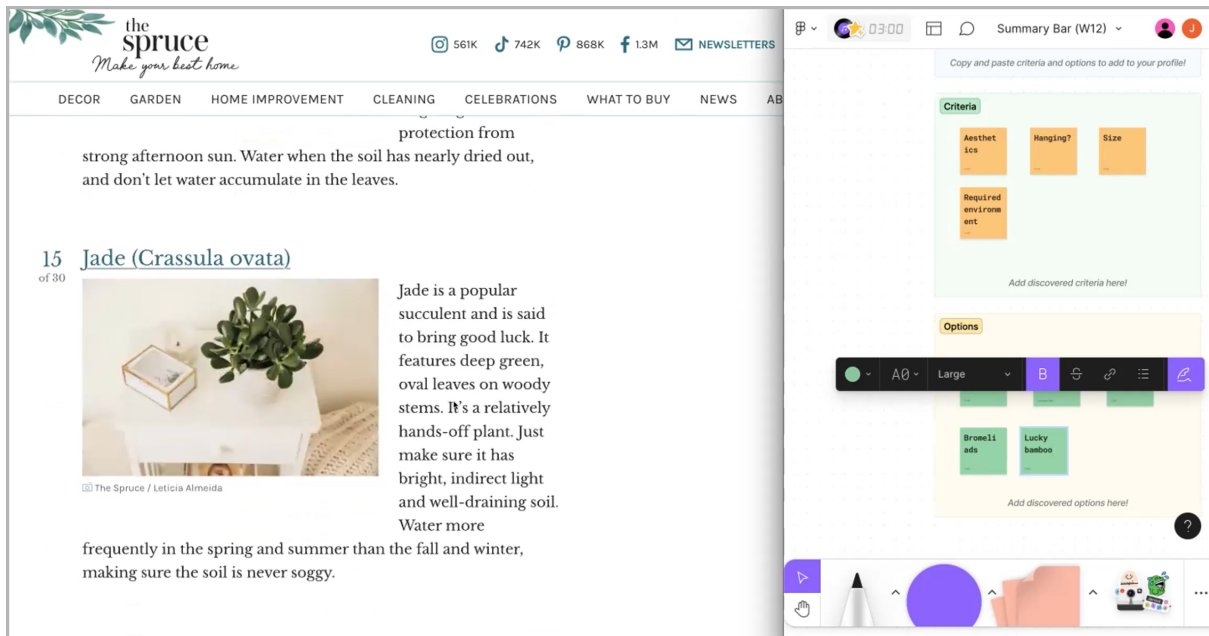 the
spruce
Make your best home
561K
742K
868K
1.3M
NEWSLETTERS
DECOR
GARDEN
HOME IMPROVEMENT
CLEANING
CELEBRATIONS
WHAT TO BUY
NEWS
AB
protection from
strong afternoon sun. Water when the soil has nearly dried out,
and don't let water accumulate in the leaves.
15
of 30
Jade (Crassula ovata)
Jade is a popular
succulent and is said
to bring good luck. It
features deep green,
oval leaves on woody
stems. It's a relatively
hands-off plant. Just
make sure it has
bright, indirect light
and well-draining soil.
Water more
frequently in the spring and summer than the fall and winter,
making sure the soil is never soggy.
The Spruce / Leticia Almeida
03:00
Summary Bar (W12)
J
Copy and paste criteria and options to add to your profile!
Criteria
Aesthet
ics
Hanging?
Size
Required
environm
ent
Add discovered criteria here!
Options
Large
B
S
Bromeli
ads
Lucky
bamboo
Add discovered options here!
?